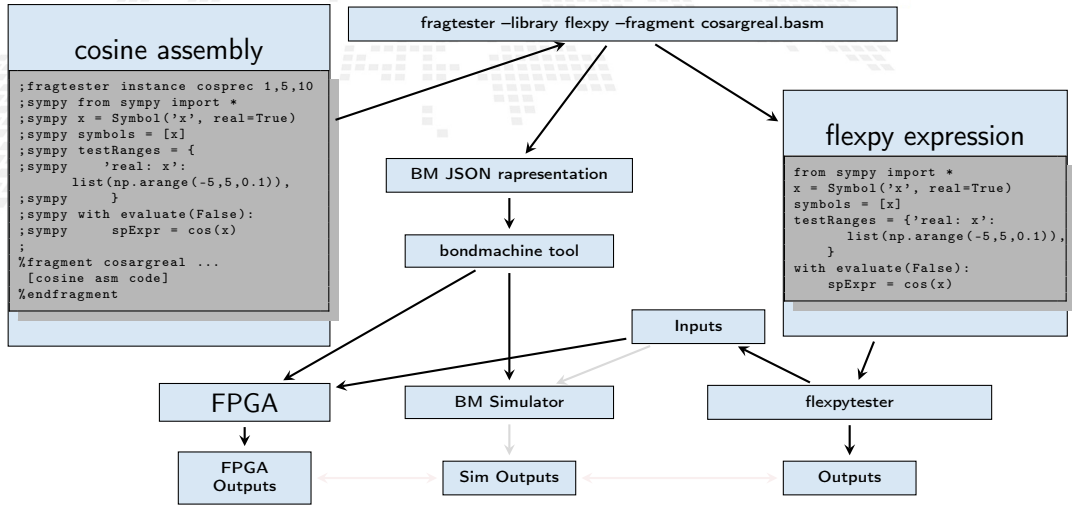 fragtester –library flexpy –fragment cosargreal.basm
cosine assembly
;fragtester instance cosprec 1,5,10
;sympy from sympy import *
;sympy x = Symbol('x', real=True)
;sympy symbols = [x]
;sympy testRanges = {
;sympy     'real: x':
list(np.arange(-5,5,0.1)),
;sympy      }
;sympy with evaluate(False):
;sympy     spExpr = cos(x)
;
%fragment cosargreal ...
[cosine asm code]
%endfragment
flexpy expression
from sympy import *
x = Symbol('x', real=True)
symbols = [x]
testRanges = {'real: x':
list(np.arange(-5,5,0.1)),
}
with evaluate(False):
spExpr = cos(x)
BM JSON rapresentation
bondmachine tool
Inputs
FPGA
BM Simulator
flexpytester
FPGA
Outputs
Sim Outputs
Outputs